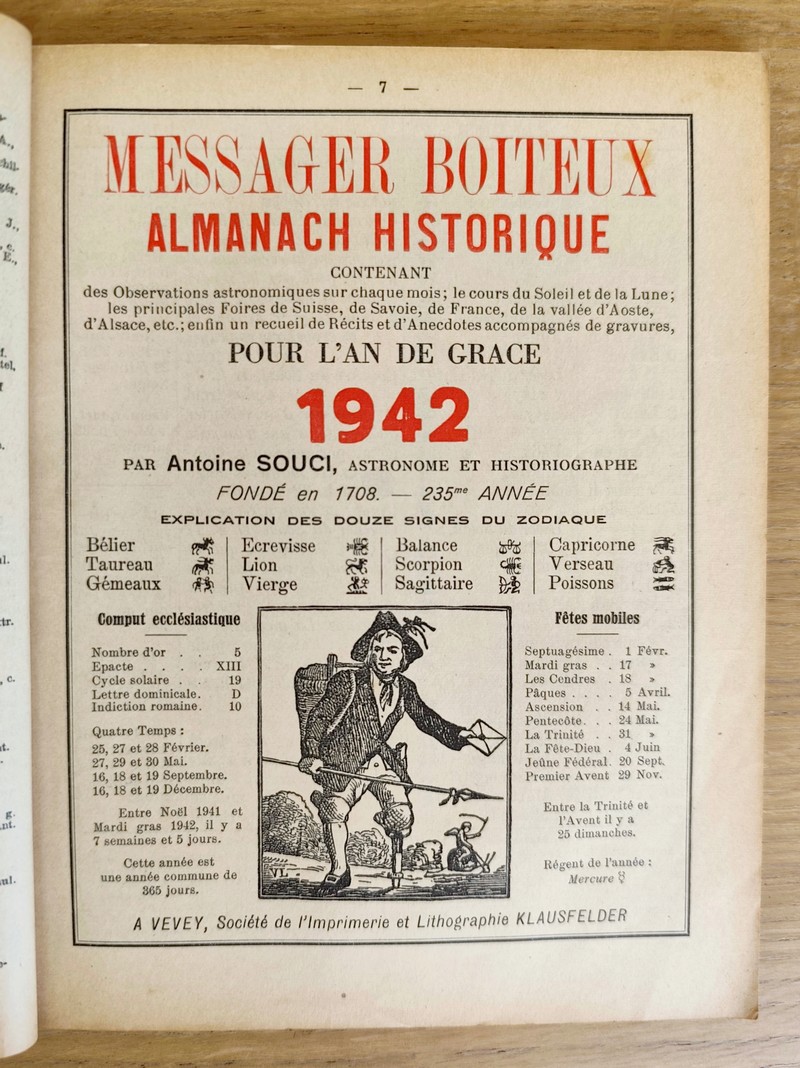 — 7 —
MESSAGER BOITEUX
ALMANACH HISTORIQUE
CONTENANT
des Observations astronomiques sur chaque mois; le cours du Soleil et de la Lune;
les principales Foires de Suisse, de Savoie, de France, de la vallée d'Aoste,
d'Alsace, etc.; enfin un recueil de Récits et d'Anecdotes accompagnés de gravures,
POUR L'AN DE GRACE
1942
PAR Antoine SOUCI, ASTRONOME ET HISTORIOGRAPHE
FONDÉ en 1708. — 235me ANNÉE
EXPLICATION DES DOUZE SIGNES DU ZODIAQUE
Bélier
Taureau
Gémeaux
Ecrevisse
Lion
Vierge
Balance
Scorpion
Sagittaire
Capricorne
Verseau
Poissons
Comput ecclésiastique
Nombre d'or . . 5
Epacte . . . . XIII
Cycle solaire . . 19
Lettre dominicale. D
Indiction romaine. 10
Quatre Temps :
25, 27 et 28 Février.
27, 29 et 30 Mai.
16, 18 et 19 Septembre.
16, 18 et 19 Décembre.
Entre Noël 1941 et
Mardi gras 1942, il y a
7 semaines et 5 jours.
Cette année est
une année commune de
365 jours.
VL
Fêtes mobiles
Septuagésime . 1 Févr.
Mardi gras . . 17 »
Les Cendres . 18 »
Pâques . . . . 5 Avril.
Ascension . . 14 Mai.
Pentecôte. . . 24 Mai.
La Trinité . . 31 »
La Fête-Dieu . 4 Juin
Jeûne Fédéral. 20 Sept.
Premier Avent 29 Nov.
Entre la Trinité et
l'Avent il y a
25 dimanches.
Régent de l'année :
Mercure ☿
A VEVEY, Société de l'Imprimerie et Lithographie KLAUSFELDER